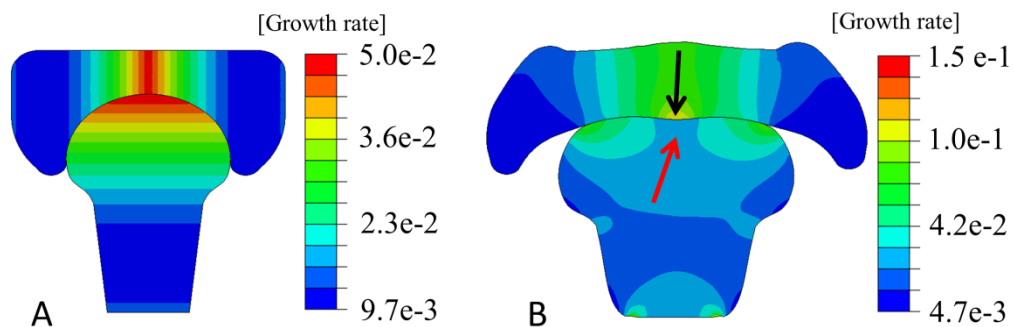 [Growth rate]
5.0e-2
3.6e-2
2.3e-2
9.7e-3
A
[Growth rate]
1.5 e-1
1.0e-1
4.2e-2
4.7e-3
B